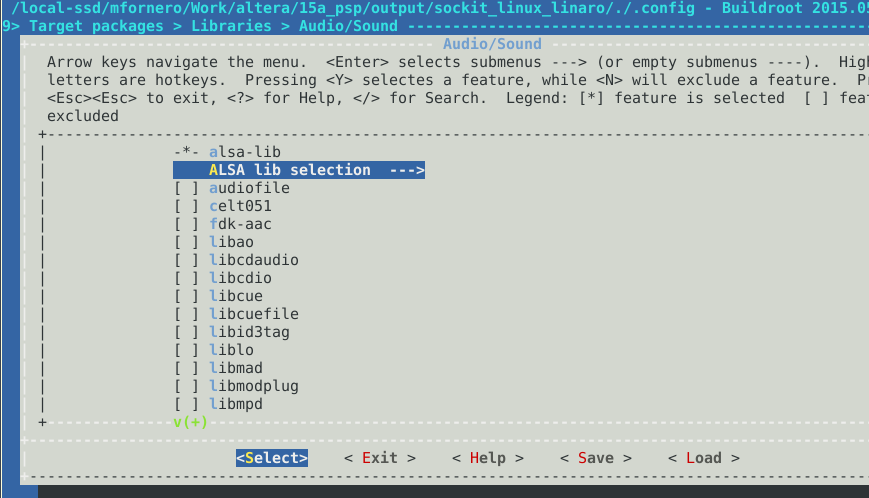 /local-ssd/mfornero/Work/altera/15a_psp/output/sockit_linux_linaro/./.config - Buildroot 2015.05
9> Target packages > Libraries > Audio/Sound
Audio/Sound
Arrow keys navigate the menu.  <Enter> selects submenus ---> (or empty submenus ----).  Hig
letters are hotkeys.  Pressing <Y> selectes a feature, while <N> will exclude a feature.  Pr
<Esc><Esc> to exit, <?> for Help, </> for Search.  Legend: [*] feature is selected  [ ] feat
excluded
-*- alsa-lib
ALSA lib selection  --->
[ ] audiofile
[ ] celt051
[ ] fdk-aac
[ ] libao
[ ] libcdaudio
[ ] libcdio
[ ] libcue
[ ] libcuefile
[ ] libid3tag
[ ] liblo
[ ] libmad
[ ] libmodplug
[ ] libmpd
v(+)
<Select>    < Exit >    < Help >    < Save >    < Load >